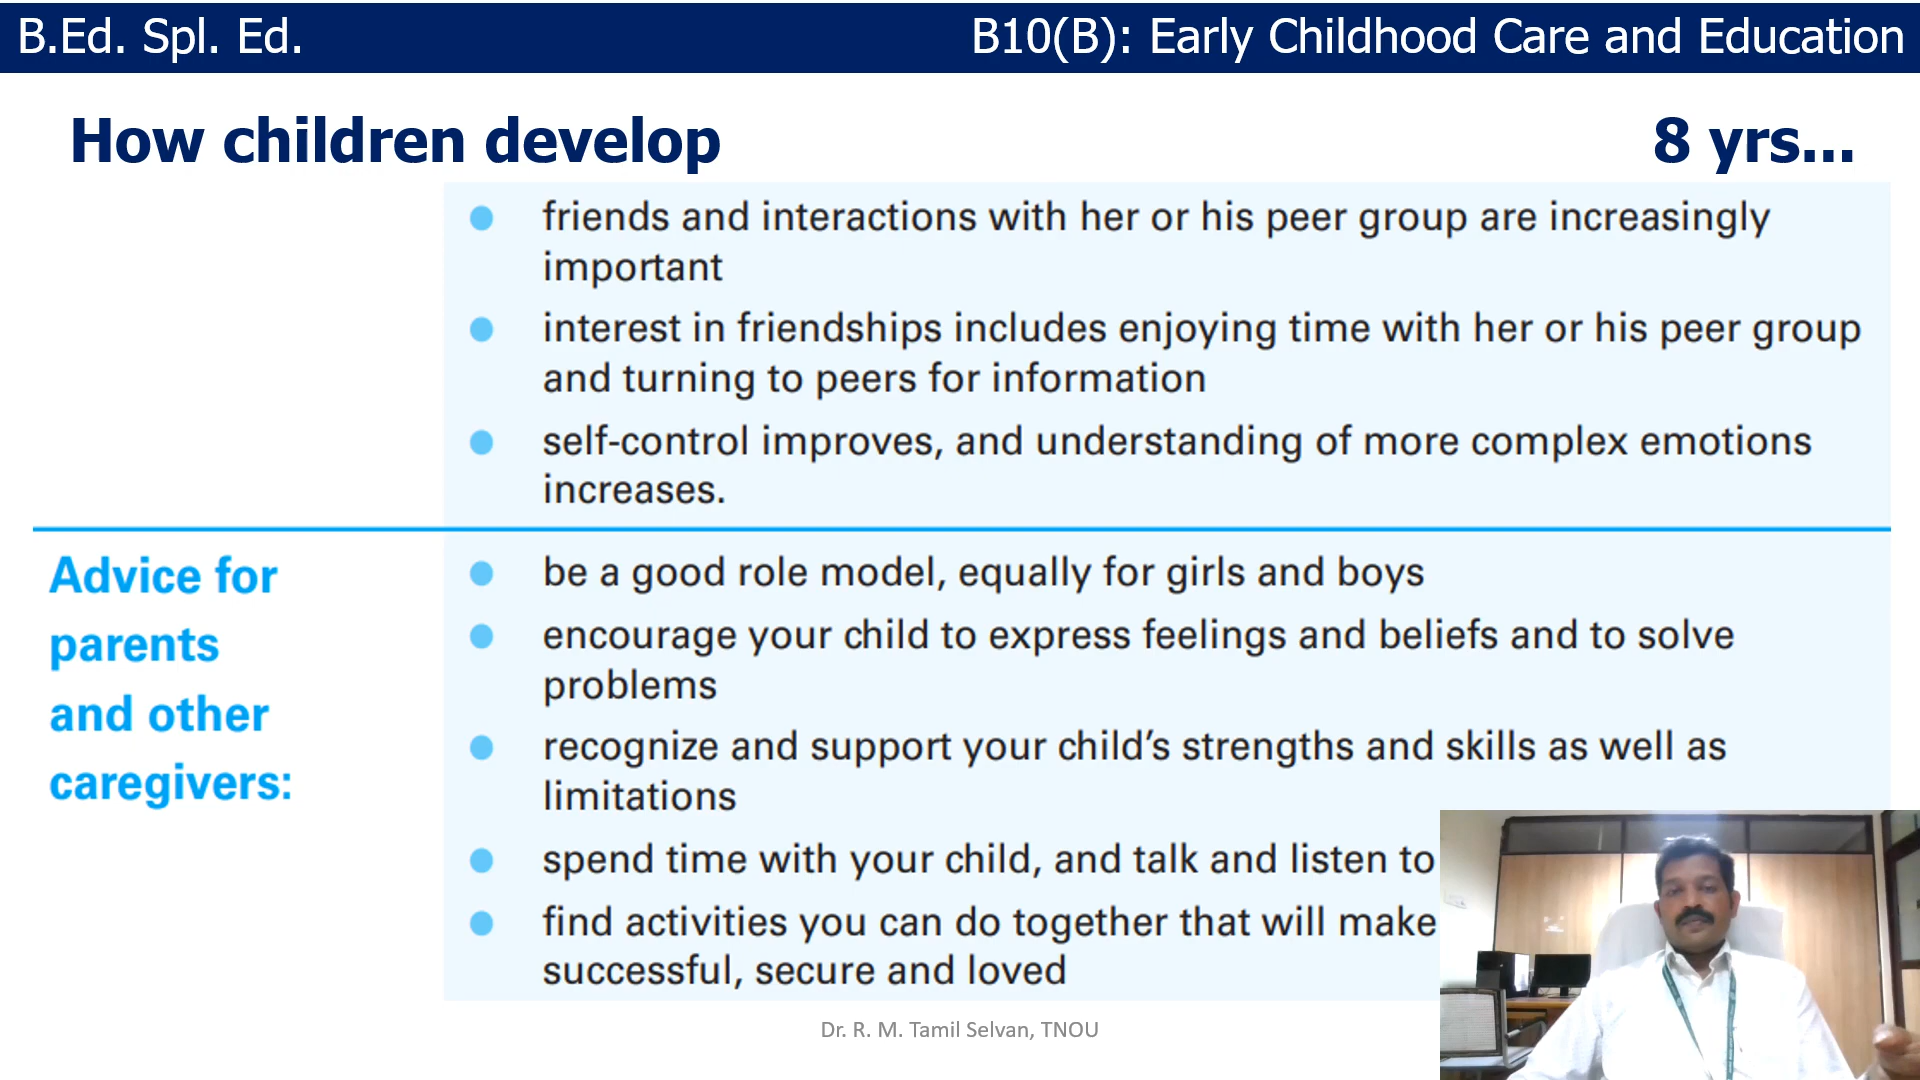 B.Ed. Spl. Ed.
B10(B): Early Childhood Care and Education
How children develop
8 yrs...
friends and interactions with her or his peer group are increasingly
important
interest in friendships includes enjoying time with her or his peer group
and turning to peers for information
self-control improves, and understanding of more complex emotions
increases.
Advice for
parents
and other
caregivers:
be a good role model, equally for girls and boys
encourage your child to express feelings and beliefs and to solve
problems
recognize and support your child’s strengths and skills as well as
limitations
spend time with your child, and talk and listen to
find activities you can do together that will make
successful, secure and loved
Dr. R. M. Tamil Selvan, TNOU